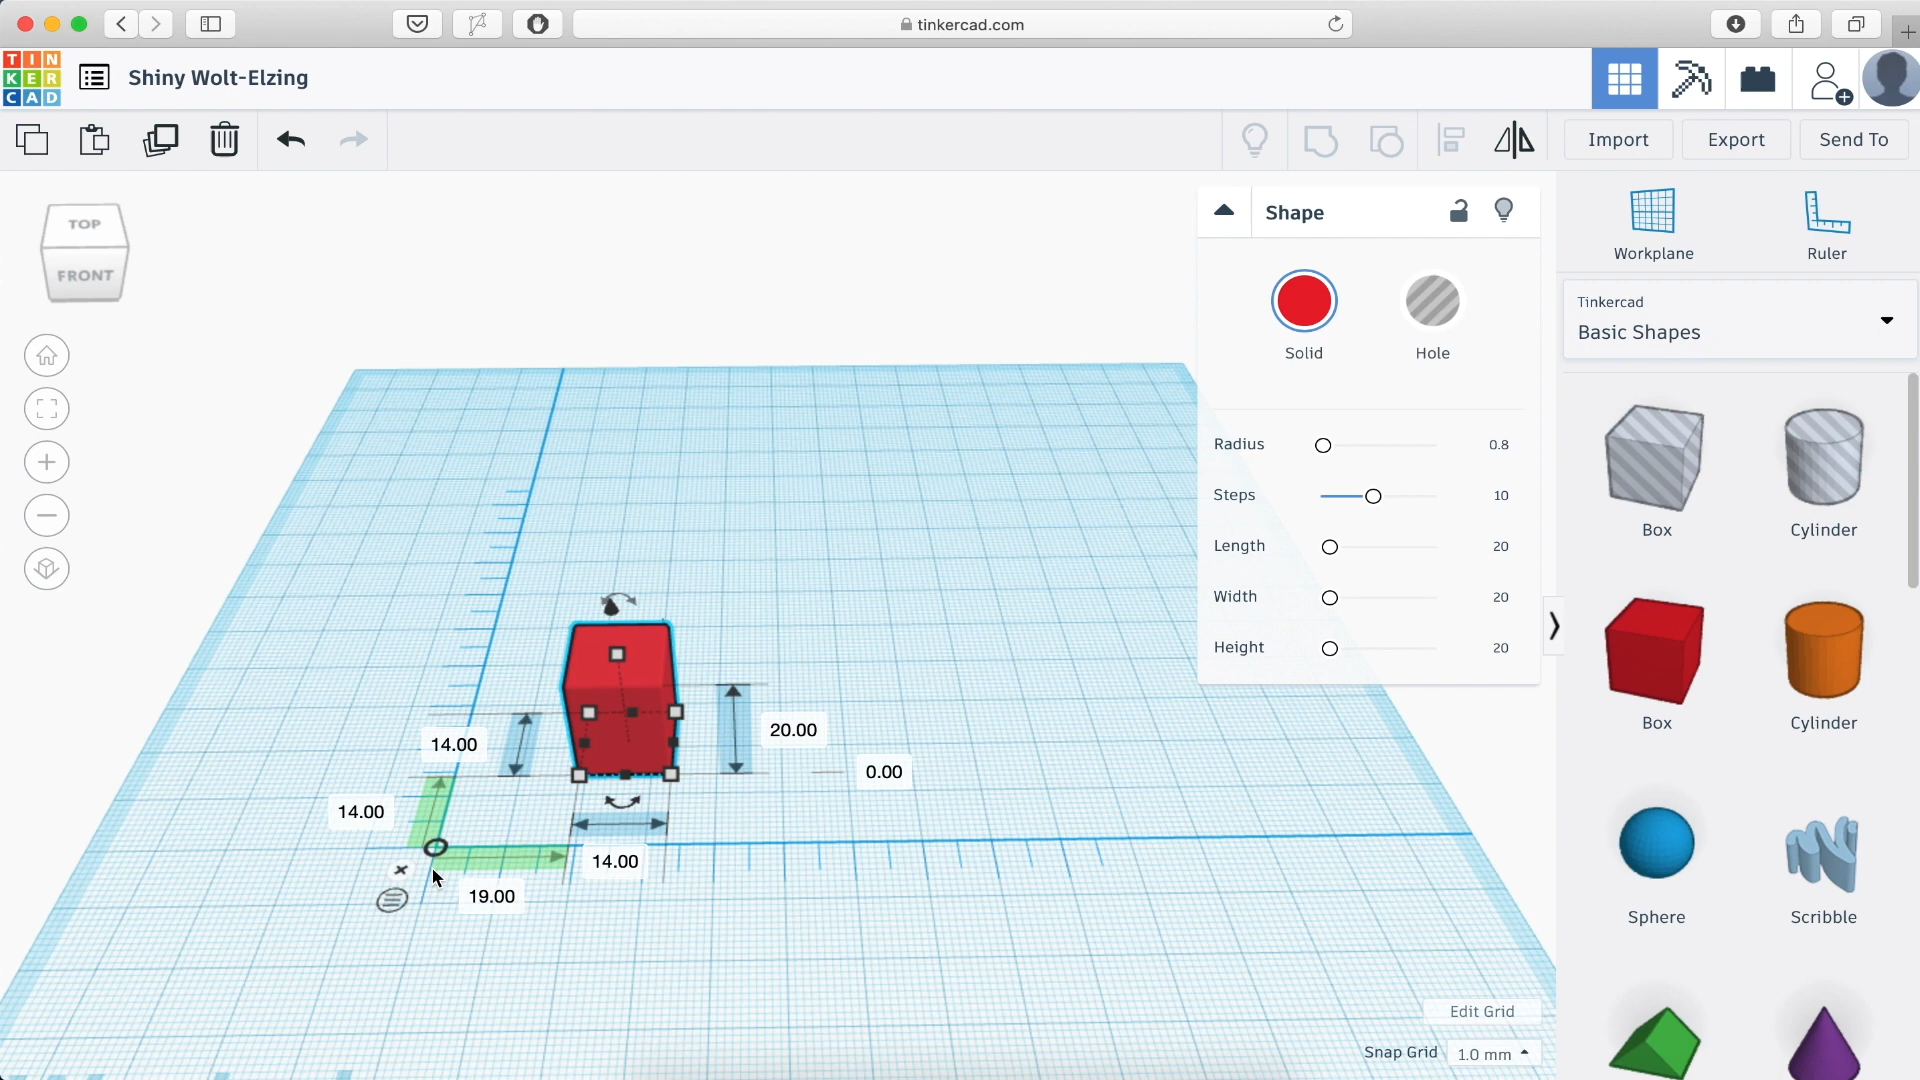 tinkercad.com
TIN
KER
CAD
Shiny Wolt-Elzing
Import
Export
Send To
TOP
FRONT
Shape
Solid
Hole
Radius 0.8
Steps 10
Length 20
Width 20
Height 20
Workplane
Ruler
Tinkercad
Basic Shapes
Box
Cylinder
Box
Cylinder
Sphere
Scribble
14.00
20.00
0.00
14.00
14.00
19.00
Edit Grid
Snap Grid 1.0 mm